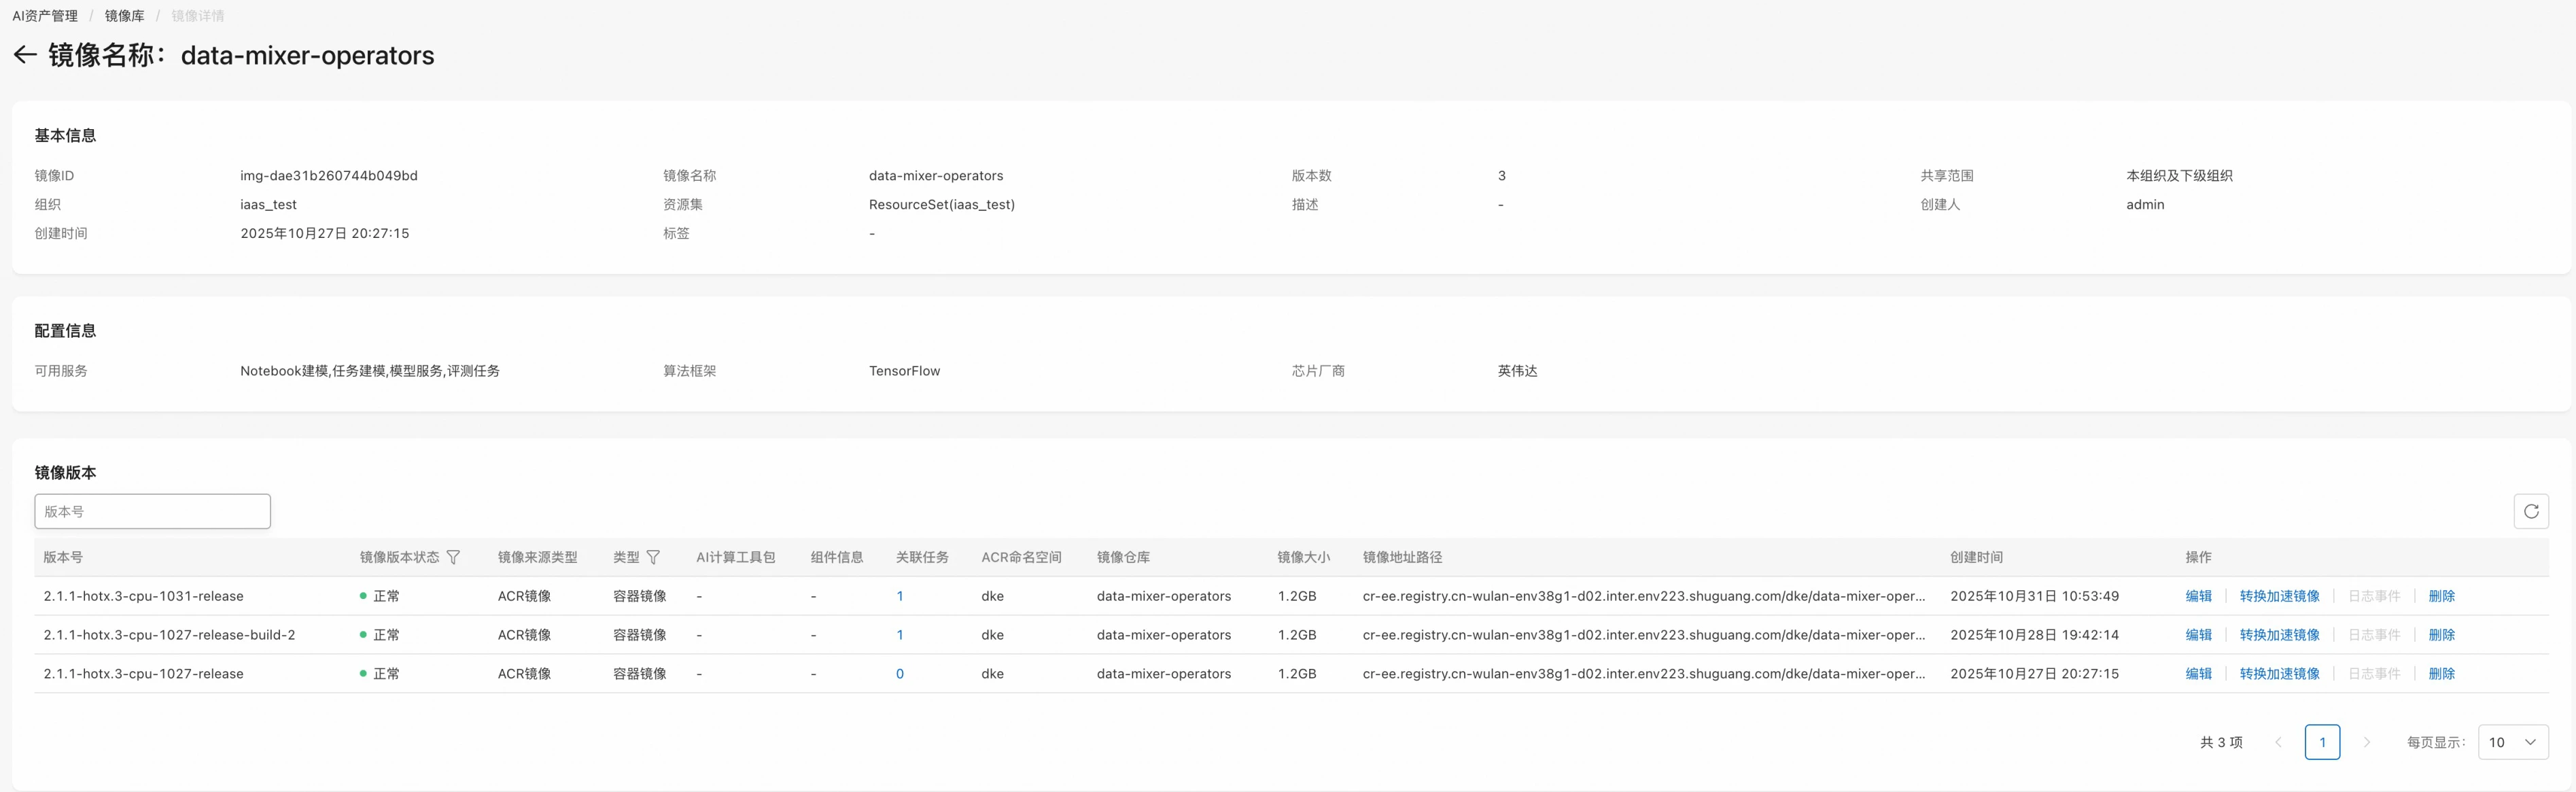 AI资产管理 / 镜像库 / 镜像详情
镜像名称：data-mixer-operators
基本信息
镜像ID img-dae31b260744b049bd 镜像名称 data-mixer-operators 版本数 3 共享范围 本组织及下级组织
组织 iaas_test 资源集 ResourceSet(iaas_test) 描述 - 创建人 admin
创建时间 2025年10月27日 20:27:15 标签 -
配置信息
可用服务 Notebook建模,任务建模,模型服务,评测任务 算法框架 TensorFlow 芯片厂商 英伟达
镜像版本
版本号
版本号 镜像版本状态 镜像来源类型 类型 AI计算工具包 组件信息 关联任务 ACR命名空间 镜像仓库 镜像大小 镜像地址路径 创建时间 操作
2.1.1-hotx.3-cpu-1031-release 正常 ACR镜像 容器镜像 - - 1 dke data-mixer-operators 1.2GB cr-ee.registry.cn-wulan-env38g1-d02.inter.env223.shuguang.com/dke/data-mixer-oper... 2025年10月31日 10:53:49 编辑 转换加速镜像 日志事件 删除
2.1.1-hotx.3-cpu-1027-release-build-2 正常 ACR镜像 容器镜像 - - 1 dke data-mixer-operators 1.2GB cr-ee.registry.cn-wulan-env38g1-d02.inter.env223.shuguang.com/dke/data-mixer-oper... 2025年10月28日 19:42:14 编辑 转换加速镜像 日志事件 删除
2.1.1-hotx.3-cpu-1027-release 正常 ACR镜像 容器镜像 - - 0 dke data-mixer-operators 1.2GB cr-ee.registry.cn-wulan-env38g1-d02.inter.env223.shuguang.com/dke/data-mixer-oper... 2025年10月27日 20:27:15 编辑 转换加速镜像 日志事件 删除
共 3 项 1 每页显示： 10